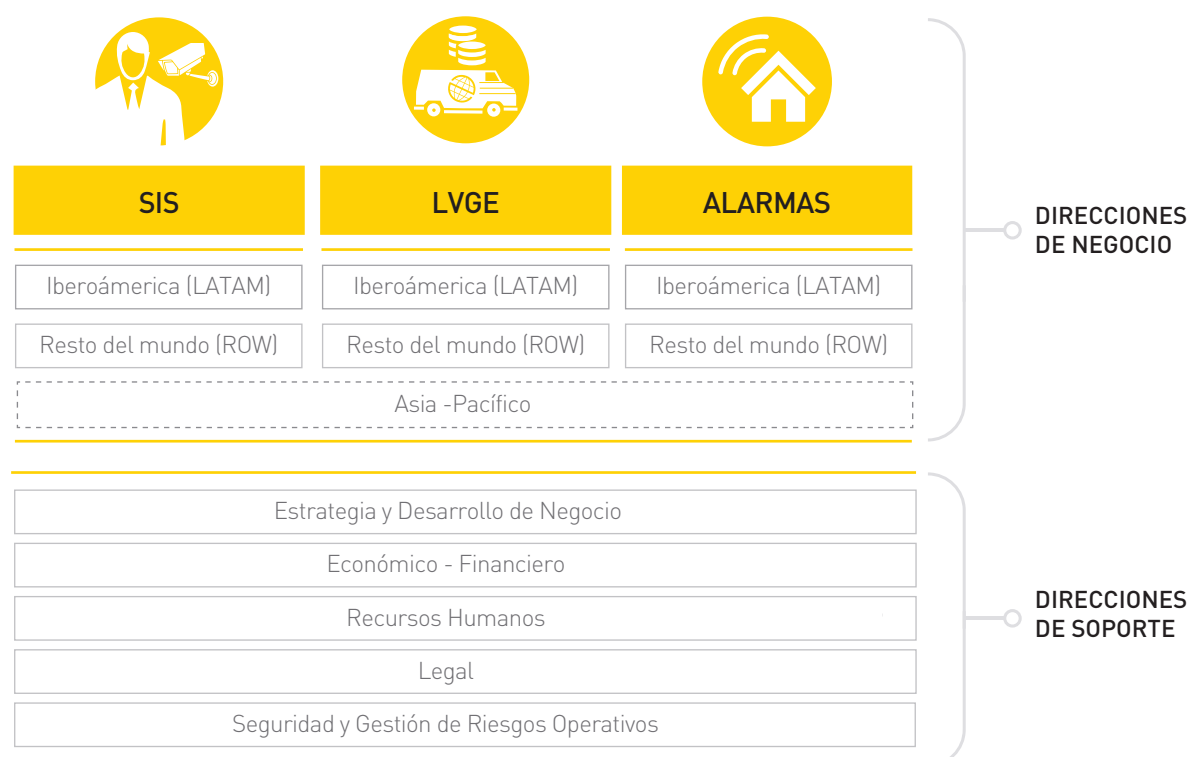 SIS
LVGE
ALARMAS
Iberoámerica (LATAM)
Iberoámerica (LATAM)
Iberoámerica (LATAM)
Resto del mundo (ROW)
Resto del mundo (ROW)
Resto del mundo (ROW)
Asia -Pacífico
DIRECCIONES
DE NEGOCIO
Estrategia y Desarrollo de Negocio
Económico - Financiero
Recursos Humanos
Legal
Seguridad y Gestión de Riesgos Operativos
DIRECCIONES
DE SOPORTE